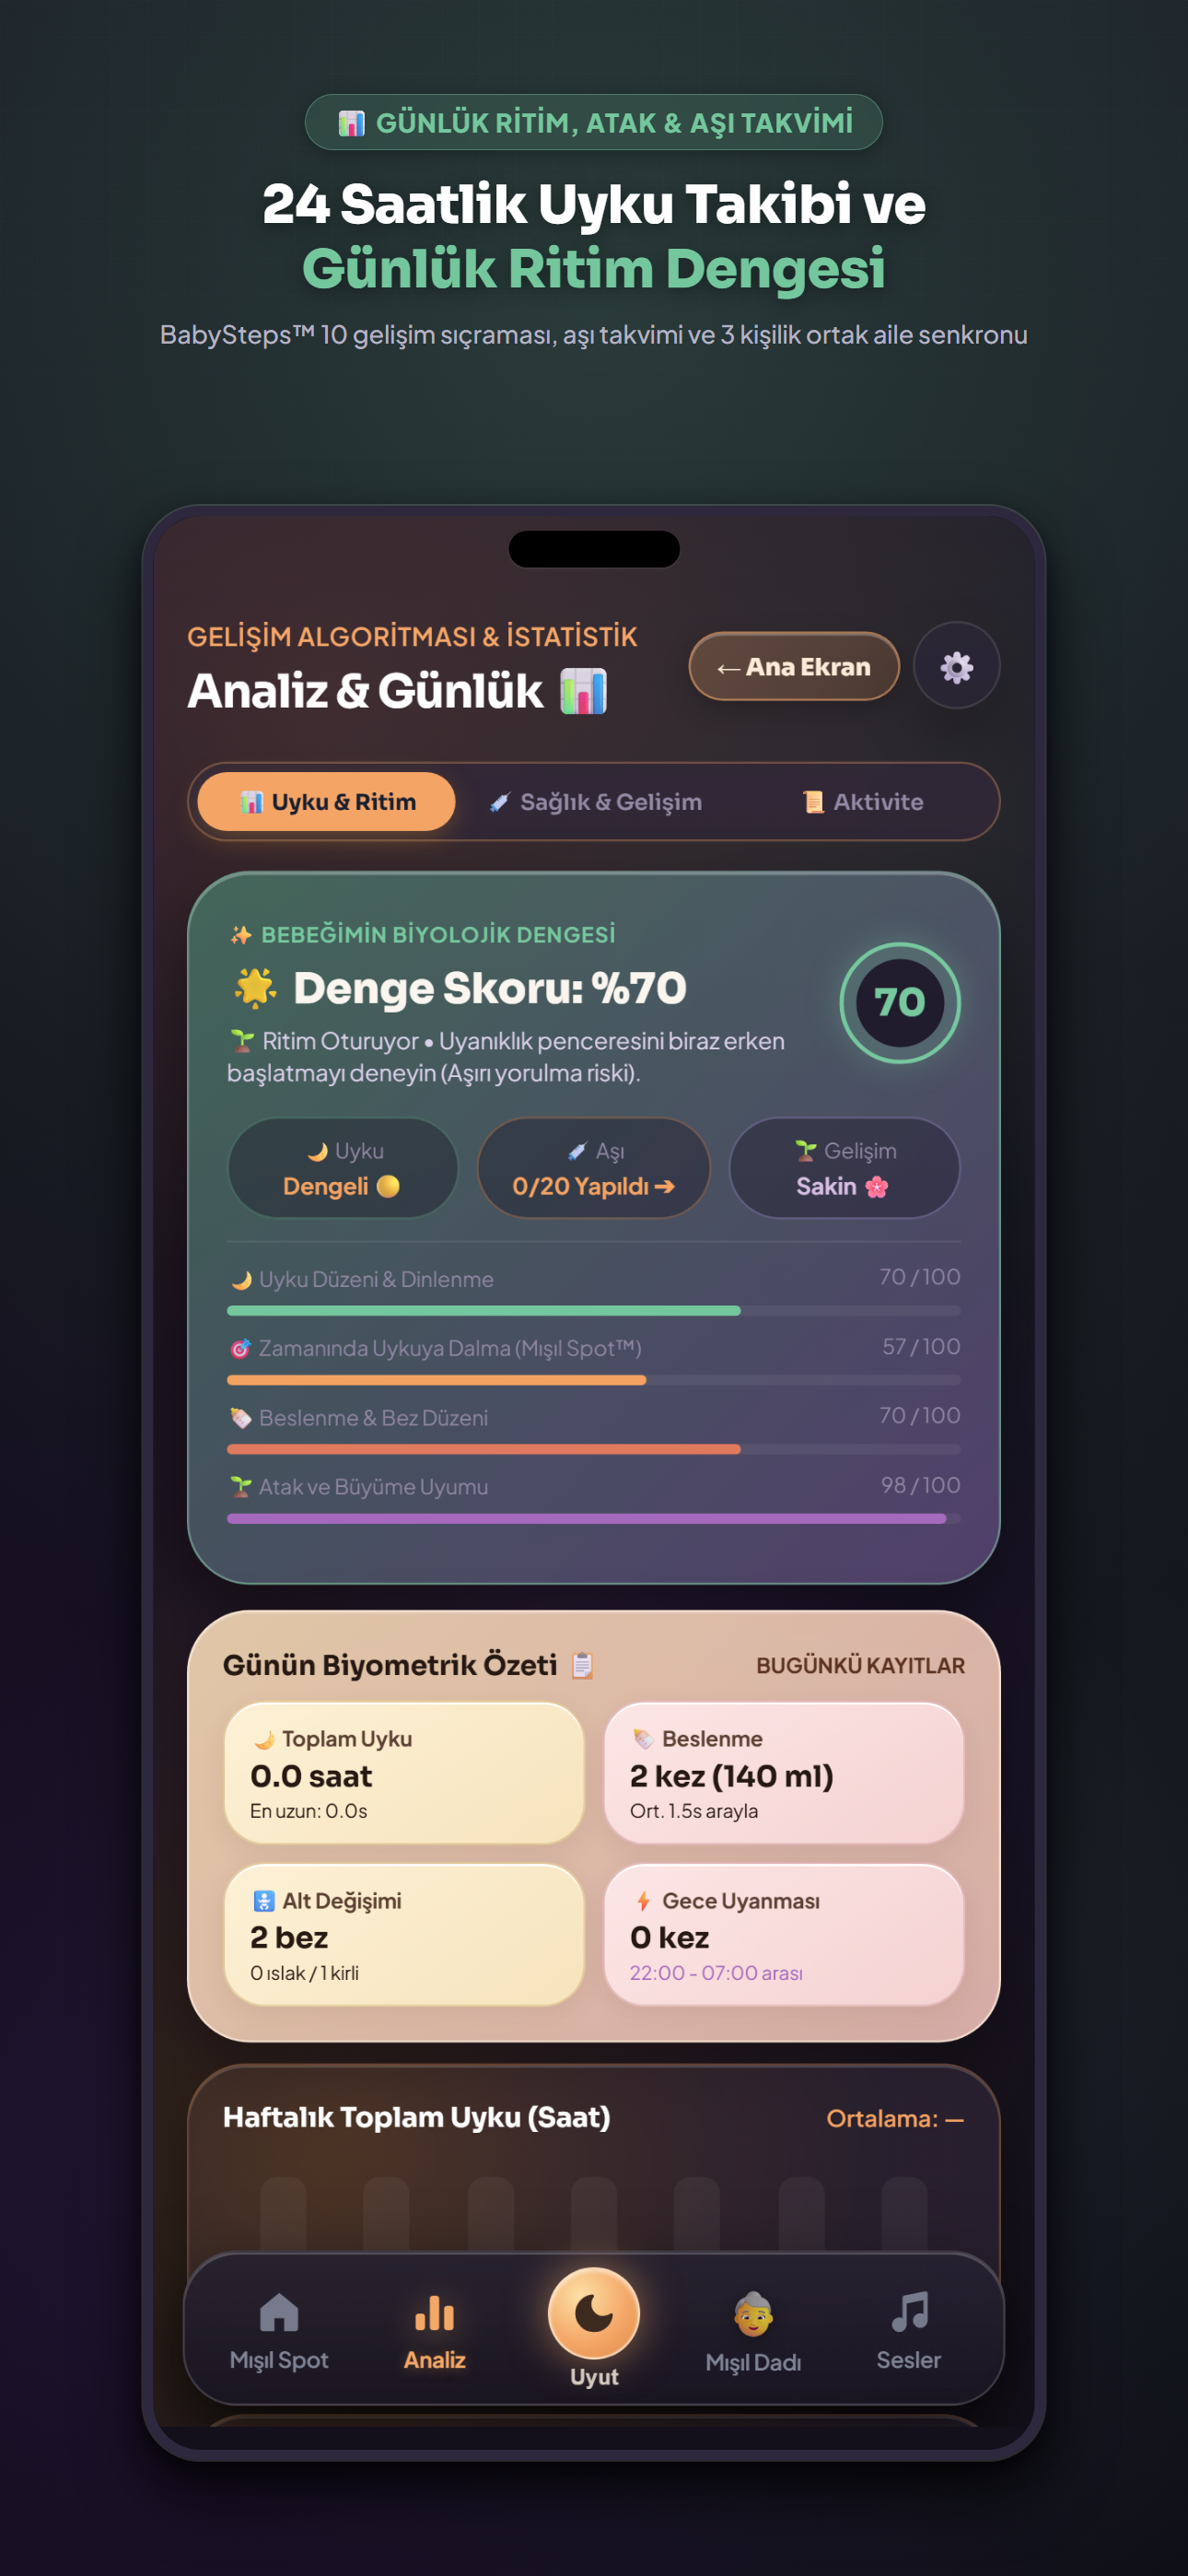 📊 GÜNLÜK RİTİM, ATAK & AŞI TAKVİMİ
24 Saatlik Uyku Takibi ve
Günlük Ritim Dengesi
BabySteps™ 10 gelişim sıçraması, aşı takvimi ve 3 kişilik ortak aile senkronu
GELİŞİM ALGORİTMASI & İSTATİSTİK
Analiz & Günlük 📊
← Ana Ekran
📊 Uyku & Ritim
💉 Sağlık & Gelişim
📜 Aktivite
✨ BEBEĞİMİN BİYOLOJİK DENGESİ
🌟 Denge Skoru: %70
70
🌱 Ritim Oturuyor • Uyanıklık penceresini biraz erken
başlatmayı deneyin (Aşırı yorulma riski).
🌙 Uyku
Dengeli 🟡
💉 Aşı
0/20 Yapıldı ➔
🌱 Gelişim
Sakin 🌸
🌙 Uyku Düzeni & Dinlenme 70 / 100
🎯 Zamanında Uykuya Dalma (Mışıl Spot™) 57 / 100
🍼 Beslenme & Bez Düzeni 70 / 100
🌱 Atak ve Büyüme Uyumu 98 / 100
Günün Biyometrik Özeti 📋
BUGÜNKÜ KAYITLAR
🌙 Toplam Uyku
0.0 saat
En uzun: 0.0s
🍼 Beslenme
2 kez (140 ml)
Ort. 1.5s arayla
🚼 Alt Değişimi
2 bez
0 ıslak / 1 kirli
⚡ Gece Uyanması
0 kez
22:00 - 07:00 arası
Haftalık Toplam Uyku (Saat)
Ortalama: —
Mışıl Spot
Analiz
Uyut
Mışıl Dadı
Sesler